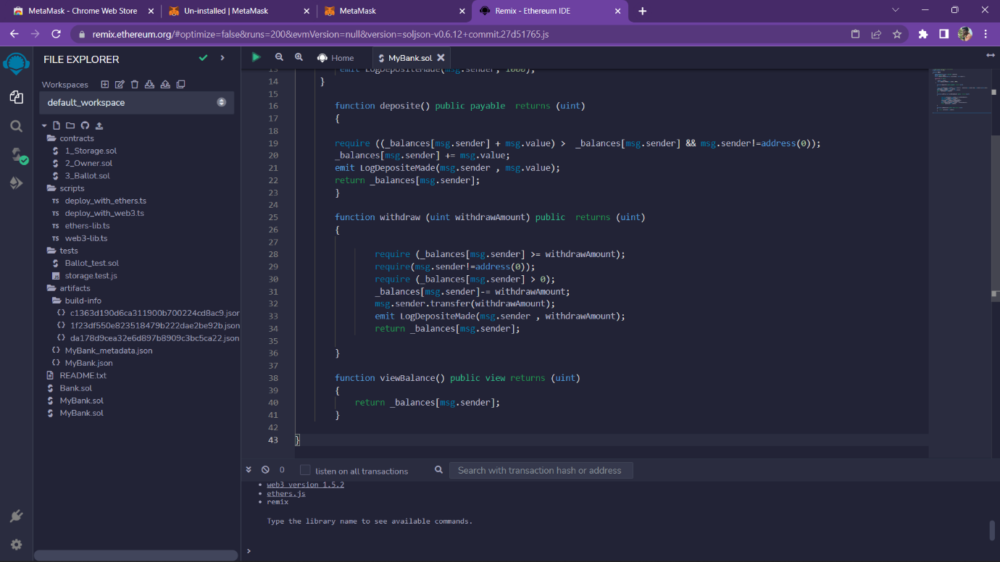 MetaMask - Chrome Web Store
Un-installed | MetaMask
MetaMask
Remix - Ethereum IDE
remix.ethereum.org/#optimize=false&runs=200&evmVersion=null&version=soljson-v0.6.12+commit.27d51765.js
FILE EXPLORER
Workspaces
default_workspace
contracts
1_Storage.sol
2_Owner.sol
3_Ballot.sol
scripts
TS deploy_with_ethers.ts
TS deploy_with_web3.ts
TS ethers-lib.ts
TS web3-lib.ts
tests
Ballot_test.sol
JS storage.test.js
artifacts
build-info
{} c1363d190d6ca311900b700224cd8ac9.jsor
{} 1f23df550e823518479b222dae2be92b.json
{} da178d9cea32e6d897b8909c3bc5ca22.json
{} MyBank_metadata.json
{} MyBank.json
README.txt
Bank.sol
MyBank.sol
MyBank.sol
Home
MyBank.sol
13 emit LogDepositeMade(msg.sender, 1000);
14 }
15
16 function deposite() public payable  returns (uint)
17 {
18
19 require ((_balances[msg.sender] + msg.value) >  _balances[msg.sender] && msg.sender!=address(0));
20 _balances[msg.sender] += msg.value;
21 emit LogDepositeMade(msg.sender , msg.value);
22 return _balances[msg.sender];
23 }
24
25 function withdraw (uint withdrawAmount) public  returns (uint)
26 {
27
28 require (_balances[msg.sender] >= withdrawAmount);
29 require(msg.sender!=address(0));
30 require (_balances[msg.sender] > 0);
31 _balances[msg.sender]-= withdrawAmount;
32 msg.sender.transfer(withdrawAmount);
33 emit LogDepositeMade(msg.sender , withdrawAmount);
34 return _balances[msg.sender];
35
36 }
37
38 function viewBalance() public view returns (uint)
39 {
40 return _balances[msg.sender];
41 }
42
43 }
0
listen on all transactions
Search with transaction hash or address
• web3 version 1.5.2
• ethers.js
• remix
Type the library name to see available commands.
>